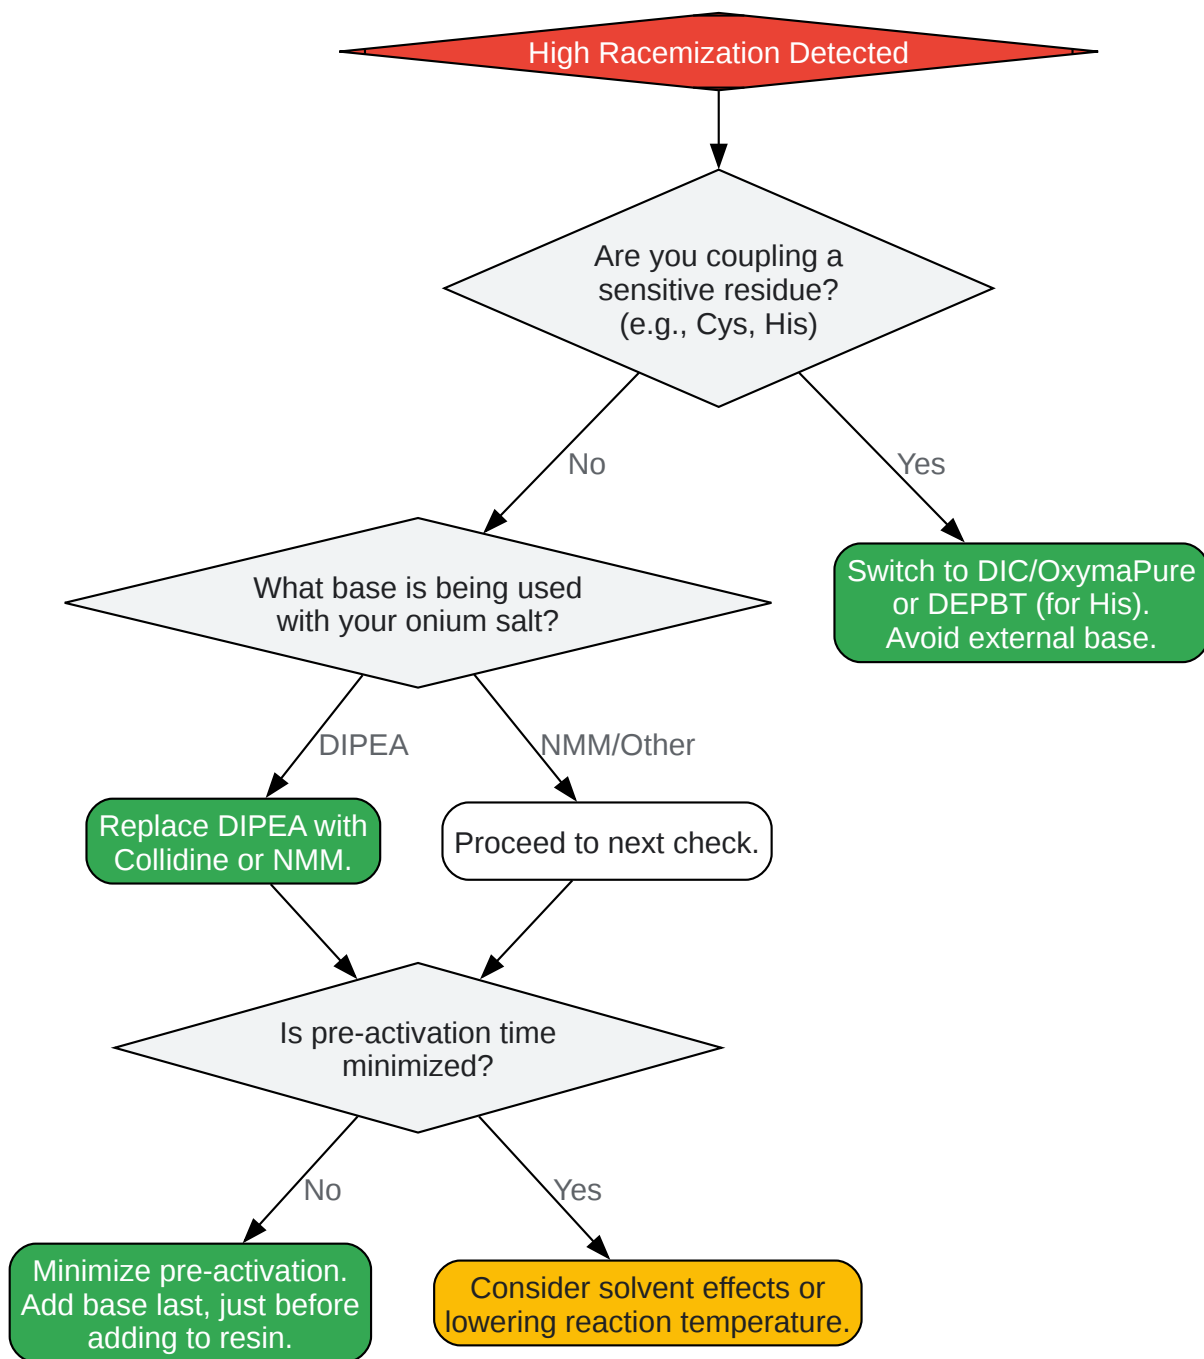 High Racemization Detected
Are you coupling a
sensitive residue?
(e.g., Cys, His)
No
Yes
What base is being used
with your onium salt?
Switch to DIC/OxymaPure
or DEPBT (for His).
Avoid external base.
DIPEA
NMM/Other
Replace DIPEA with
Collidine or NMM.
Proceed to next check.
Is pre-activation time
minimized?
No
Yes
Minimize pre-activation.
Add base last, just before
adding to resin.
Consider solvent effects or
lowering reaction temperature.